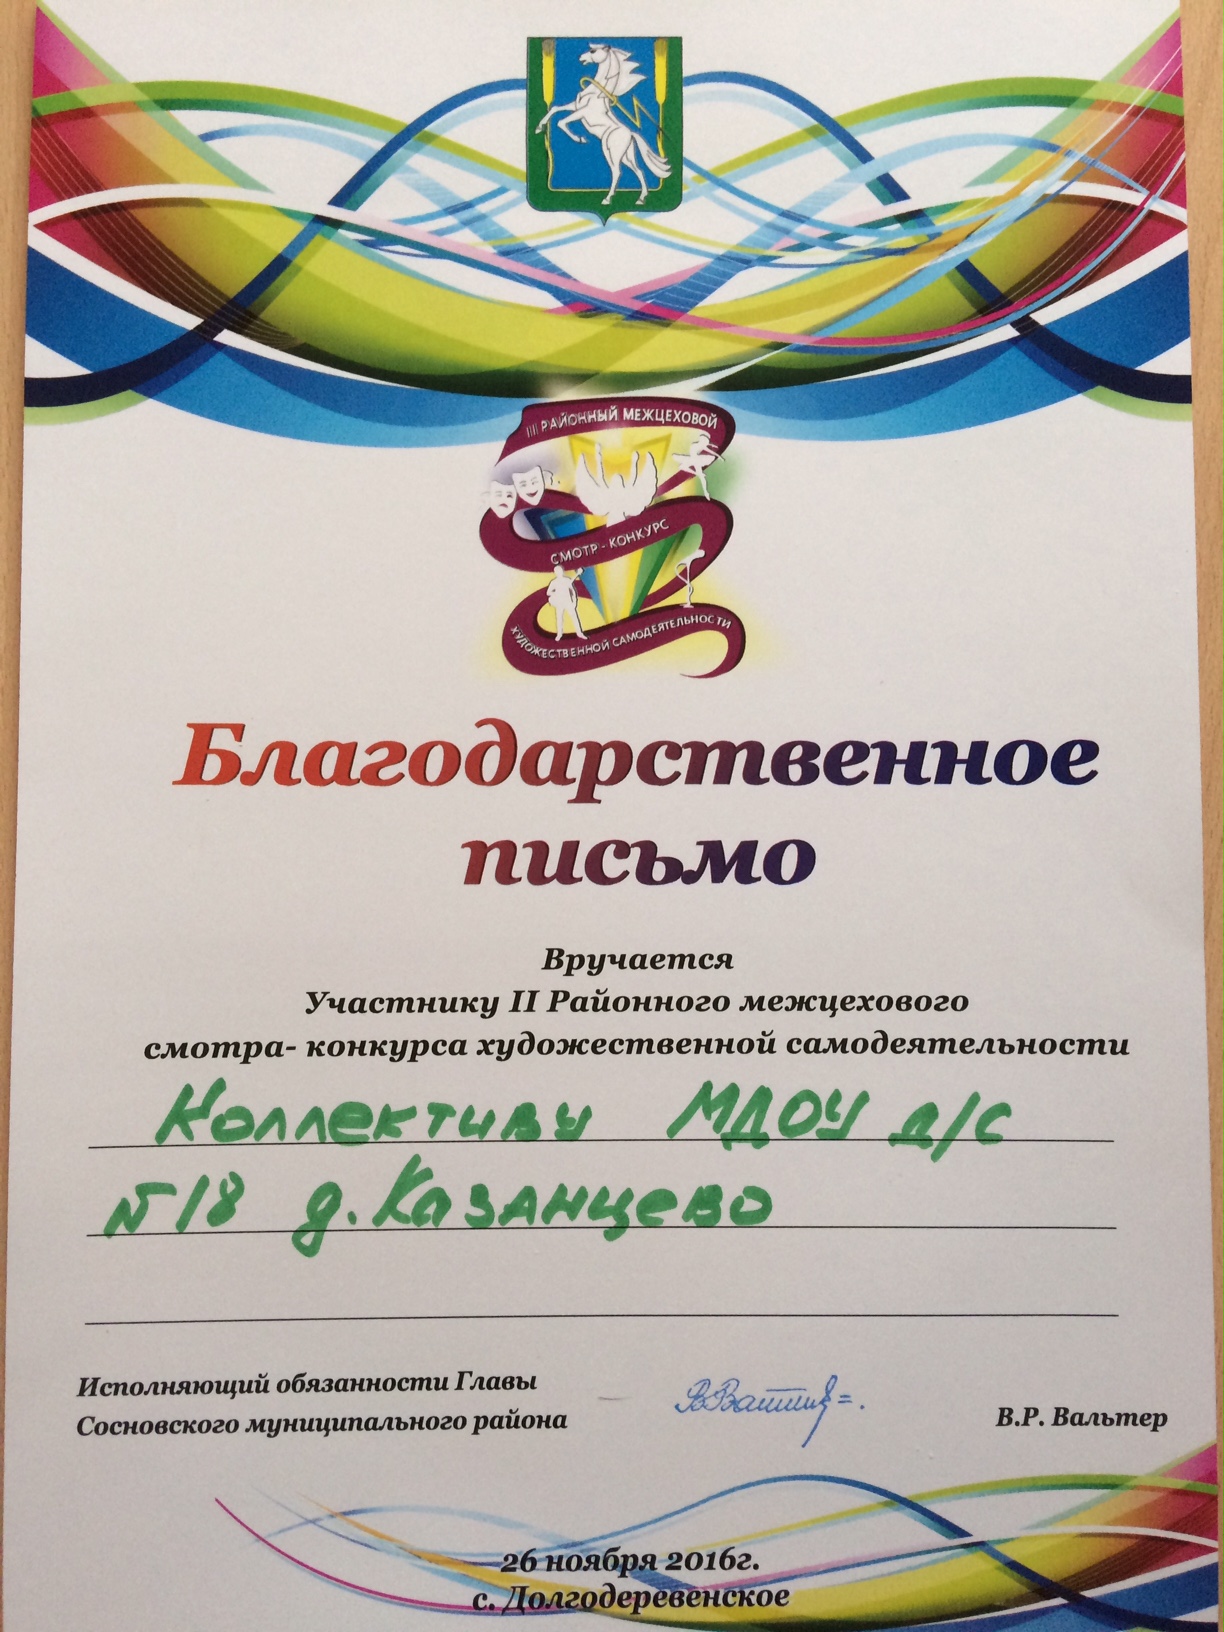 III РАЙОННЫЙ МЕЖЦЕХОВОЙ
СМОТР - КОНКУРС
ХУДОЖЕСТВЕННОЙ САМОДЕЯТЕЛЬНОСТИ
Благодарственное
письмо
Вручается
Участнику II Районного межцехового
смотра- конкурса художественной самодеятельности
Коллективу МДОУ д/с
№18 д. Казанцево
Исполняющий обязанности Главы
Сосновского муниципального района
В.Р. Вальтер
26 ноября 2016г.
с. Долгодеревенское